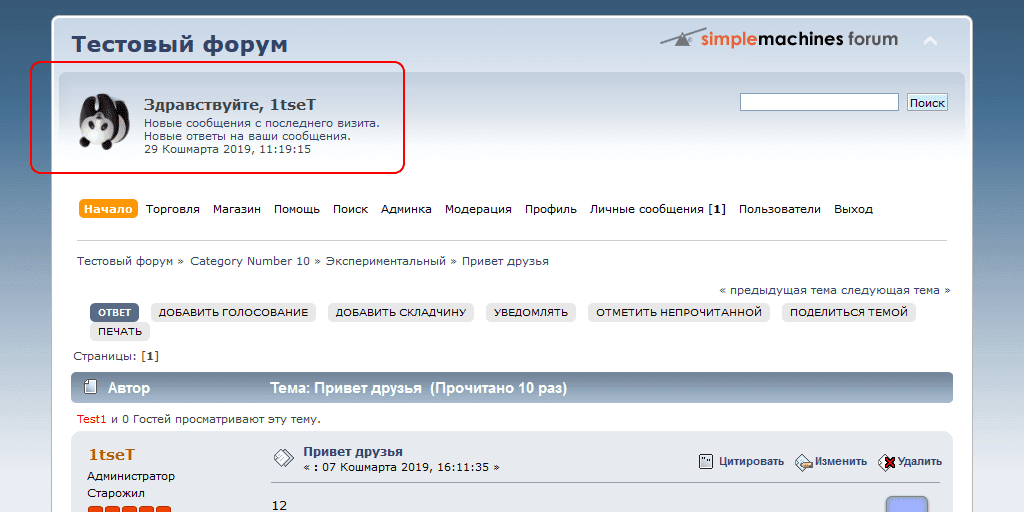 Тестовый форум
simplemachines forum
Здравствуйте, 1tseT
Новые сообщения с последнего визита.
Новые ответы на ваши сообщения.
29 Кошмарта 2019, 11:19:15
Поиск
Начало Торговля Магазин Помощь Поиск Админка Модерация Профиль Личные сообщения [1] Пользователи Выход
Тестовый форум » Category Number 10 » Экспериментальный » Привет друзья
« предыдущая тема следующая тема »
ОТВЕТ ДОБАВИТЬ ГОЛОСОВАНИЕ ДОБАВИТЬ СКЛАДЧИНУ УВЕДОМЛЯТЬ ОТМЕТИТЬ НЕПРОЧИТАННОЙ ПОДЕЛИТЬСЯ ТЕМОЙ
ПЕЧАТЬ
Страницы: [1]
Автор Тема: Привет друзья (Прочитано 10 раз)
Test1 и 0 Гостей просматривают эту тему.
1tseT
Администратор
Старожил
Привет друзья
« : 07 Кошмарта 2019, 16:11:35 »
Цитировать Изменить Удалить
12